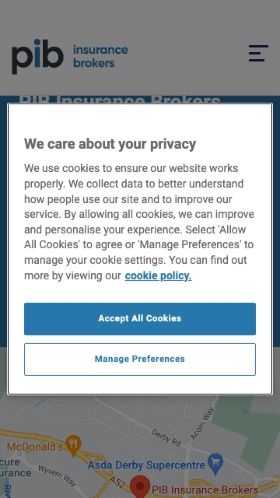 pib insurance
brokers
PIB Insurance Brokers
We care about your privacy
We use cookies to ensure our website works
properly. We collect data to better understand
how people use our site and to improve our
service. By allowing all cookies, we can improve
and personalise your experience. Select 'Allow
All Cookies' to agree or 'Manage Preferences' to
manage your cookie settings. You can find out
more by viewing our cookie policy.
Accept All Cookies
Manage Preferences
Acorn Way
Derby Rd
McDonald's
Wyvern Way
Asda Derby Supercentre
A52
PIB Insurance Brokers